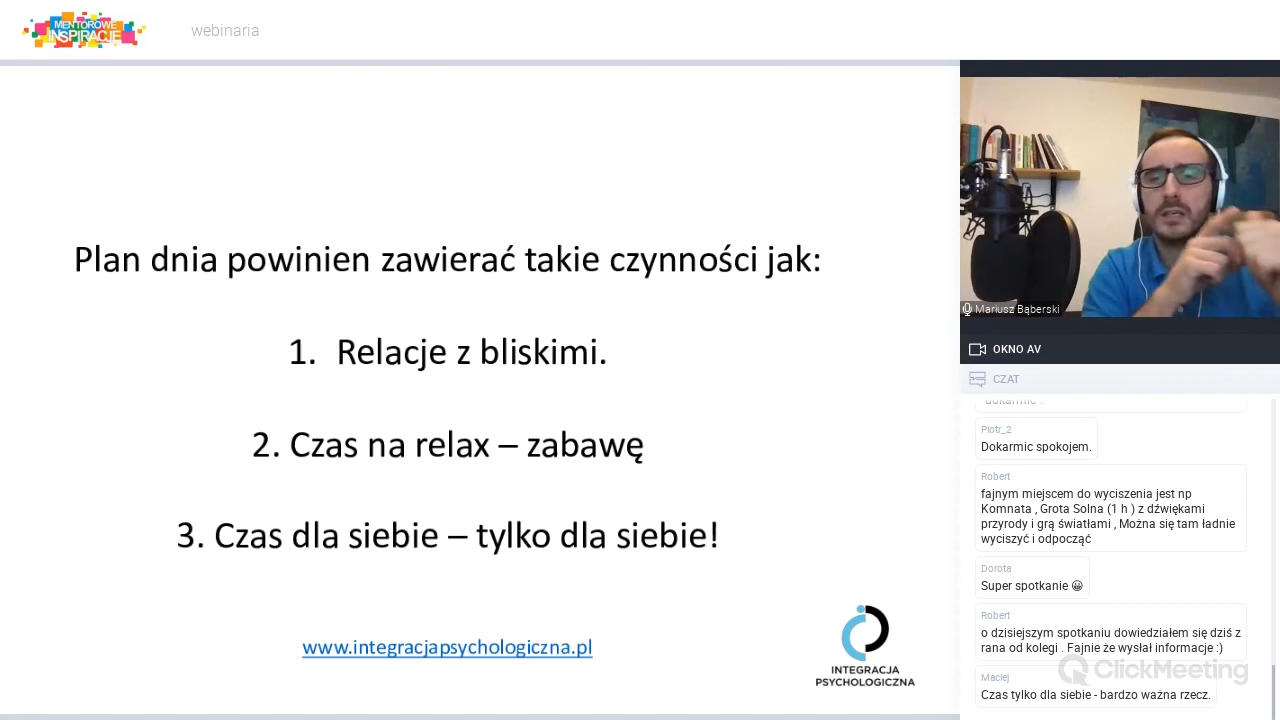 MENTOROWE
INSPIRACJE
webinaria
Plan dnia powinien zawierać takie czynności jak:
1. Relacje z bliskimi.
2. Czas na relax – zabawę
3. Czas dla siebie – tylko dla siebie!
www.integracjapsychologiczna.pl
INTEGRACJA
PSYCHOLOGICZNA
Mariusz Bąberski
OKNO AV
CZAT
"dokarmić".
Piotr_2
Dokarmic spokojem.
Robert
fajnym miejscem do wyciszenia jest np
Komnata , Grota Solna (1 h ) z dźwiękami
przyrody i grą światłami , Można się tam ładnie
wyciszyć i odpocząć
Dorota
Super spotkanie 😀
Robert
o dzisiejszym spotkaniu dowiedziałem się dziś z
rana od kolegi . Fajnie że wysłał informacje :)
ClickMeeting
Maciej
Czas tylko dla siebie - bardzo ważna rzecz.